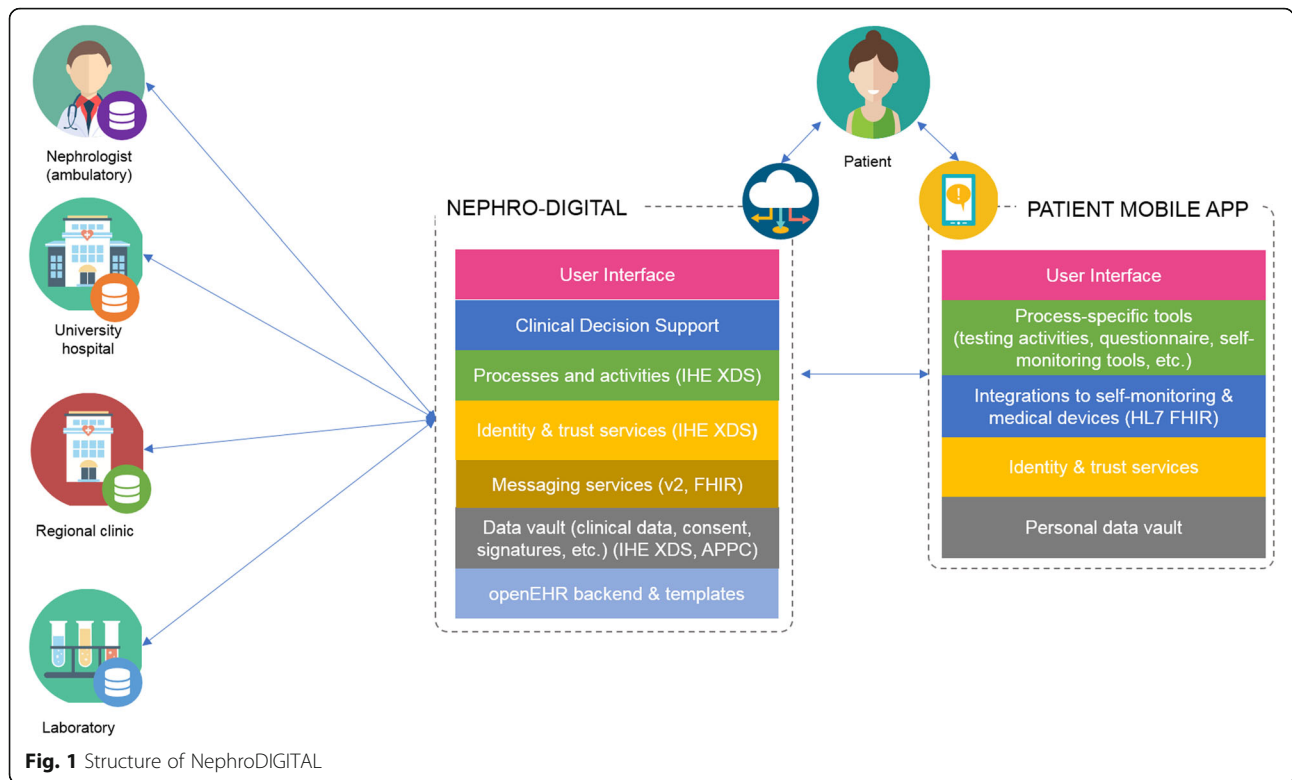 Nephrologist
(ambulatory)
University
hospital
Regional clinic
Laboratory
Patient
NEPHRO-DIGITAL
User Interface
Clinical Decision Support
Processes and activities (IHE XDS)
Identity & trust services (IHE XDS)
Messaging services (v2, FHIR)
Data vault (clinical data, consent,
signatures, etc.) (IHE XDS, APPC)
openEHR backend & templates
!
PATIENT MOBILE APP
User Interface
Process-specific tools
(testing activities, questionnaire, self-
monitoring tools, etc.)
Integrations to self-monitoring &
medical devices (HL7 FHIR)
Identity & trust services
Personal data vault
Fig. 1 Structure of NephroDIGITAL